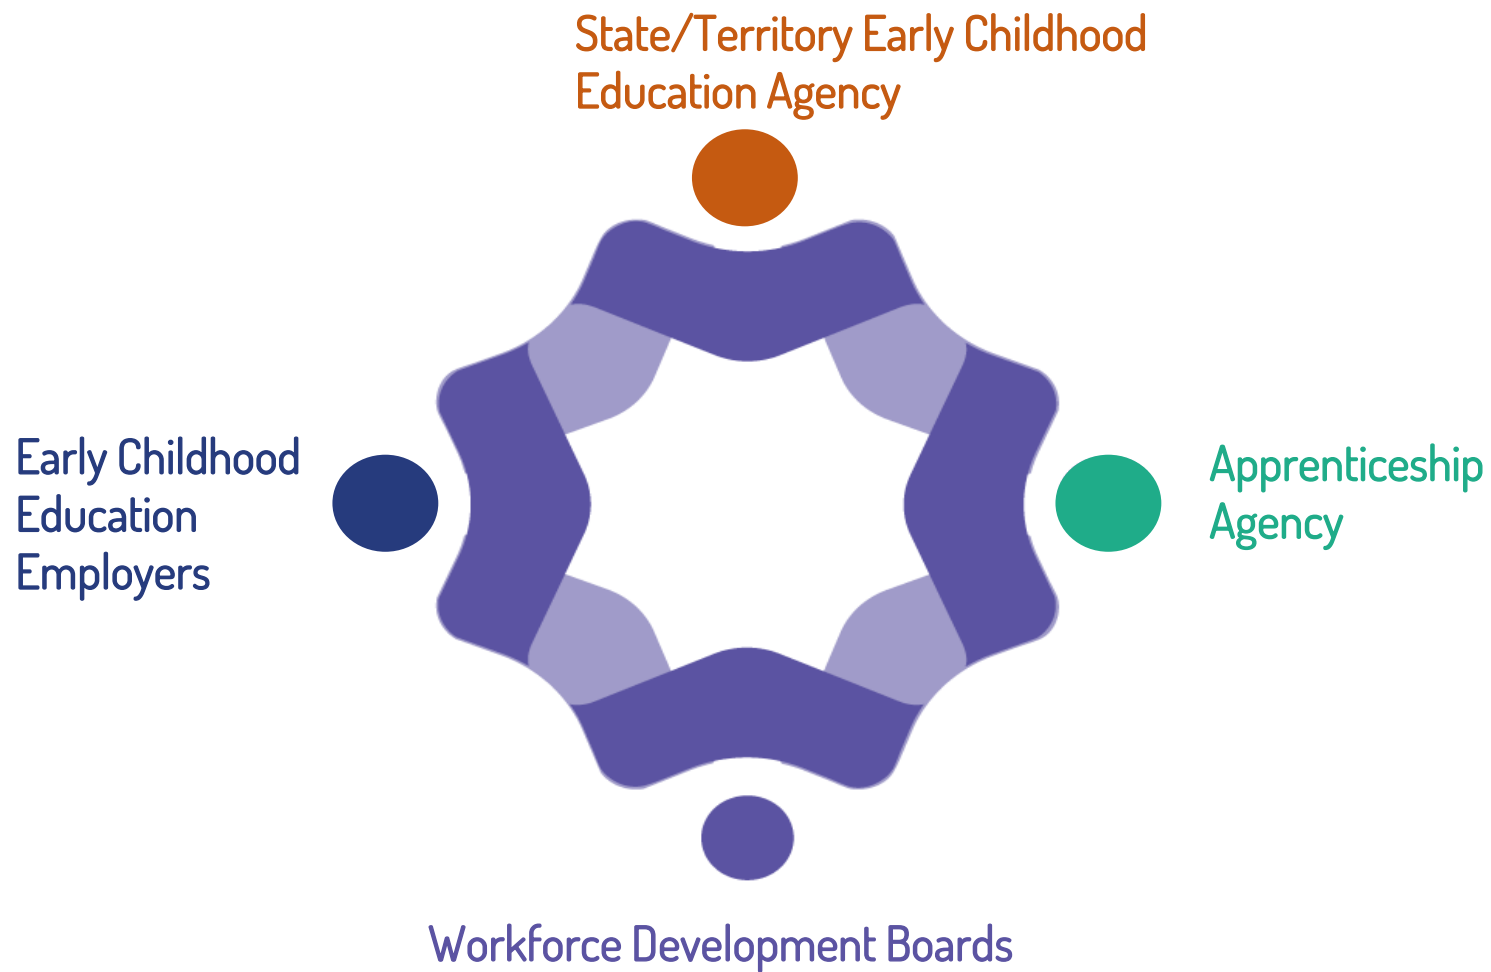 State/Territory Early Childhood
Education Agency
Early Childhood
Education
Employers
Apprenticeship
Agency
Workforce Development Boards